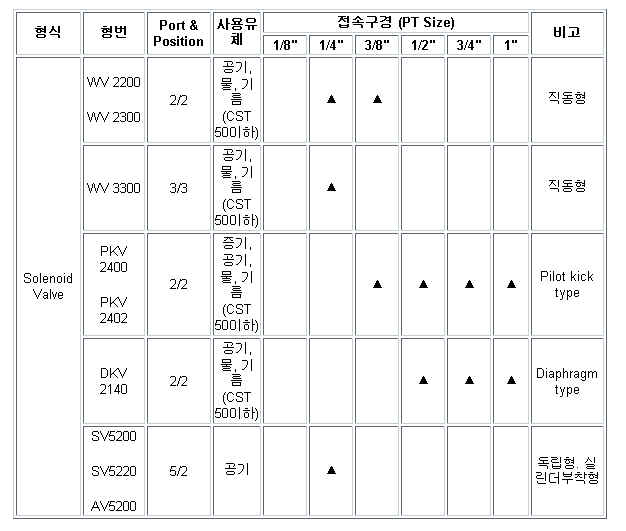 형식 형번 Port & Position 사용유체 접속구경 (PT Size) 비고
1/8" 1/4" 3/8" 1/2" 3/4" 1"
Solenoid
Valve
WV 2200
WV 2300
2/2
공기,
물, 기
름
(CST
50이하)
▲ ▲
직동형
WV 3300
3/3
공기,
물, 기
름
(CST
50이하)
▲
직동형
PKV
2400
PKV
2402
2/2
증기,
공기,
물, 기
름
(CST
50이하)
▲ ▲ ▲ ▲
Pilot kick
type
DKV
2140
2/2
공기,
물, 기
름
(CST
50이하)
▲ ▲ ▲
Diaphragm
type
SV5200
SV5220
AV5200
5/2
공기
▲
독립형. 실
린더부착형